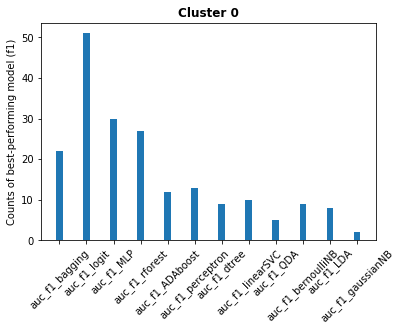 Cluster 0
Counts of best-performing model (f1)
50
40
30
20
10
0
auc_f1_bagging
auc_f1_logit
auc_f1_MLP
auc_f1_rforest
auc_f1_ADAboost
auc_f1_perceptron
auc_f1_dtree
auc_f1_linearSVC
auc_f1_QDA
auc_f1_bernoulliNB
auc_f1_LDA
auc_f1_gaussianNB